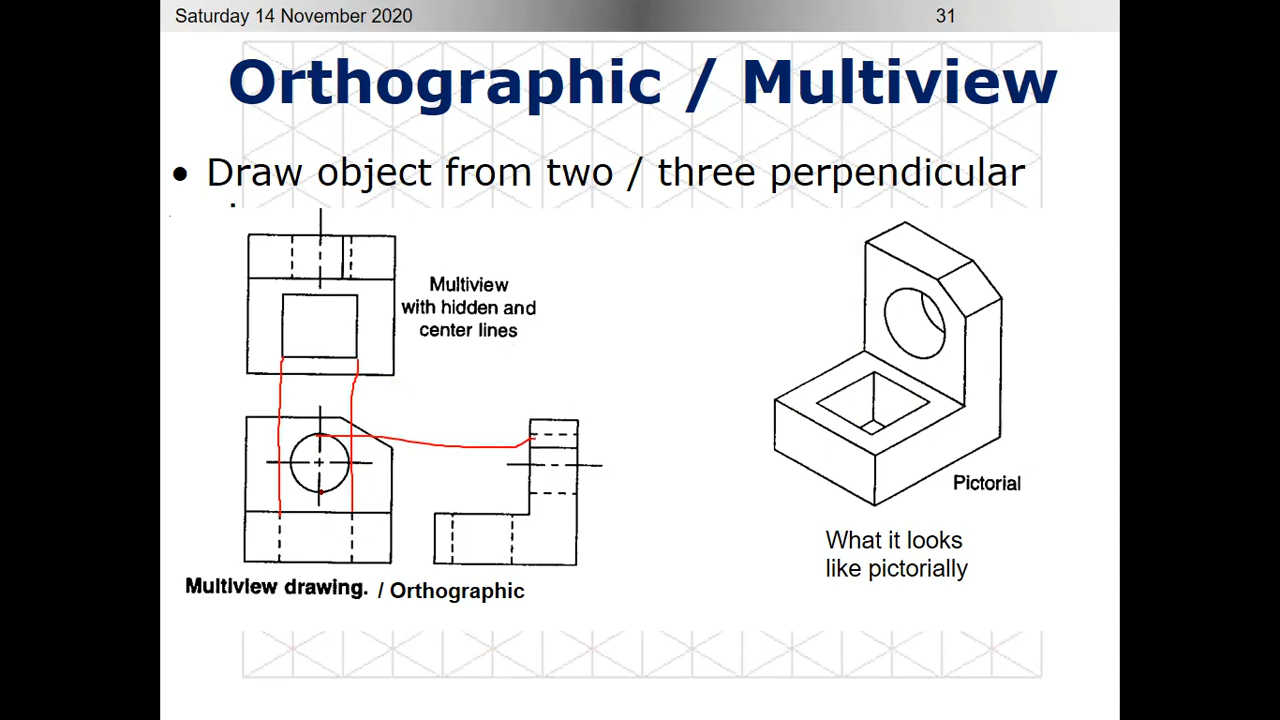 Saturday 14 November 2020
31
Orthographic / Multiview
• Draw object from two / three perpendicular
Multiview
with hidden and
center lines
Multiview drawing. / Orthographic
Pictorial
What it looks
like pictorially